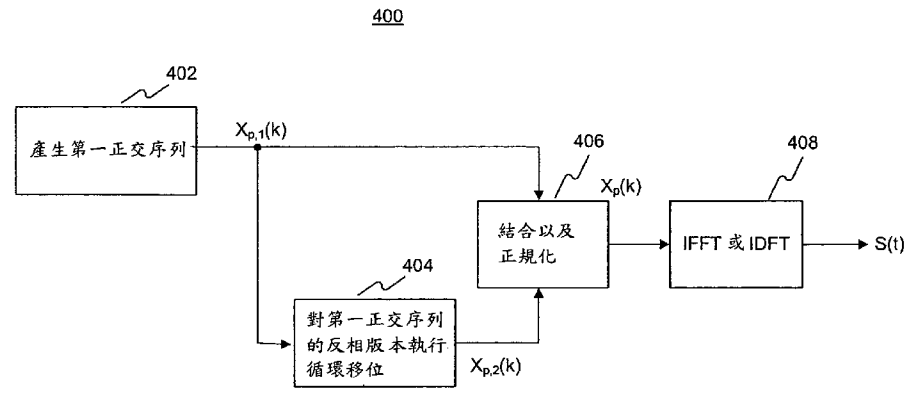 400
402
產生第一正交序列
Xp,1(k)
406
結合以及
正規化
Xp(k)
408
IFFT 或 IDFT
S(t)
404
對第一正交序列
的反相版本執行
循環移位
Xp,2(k)